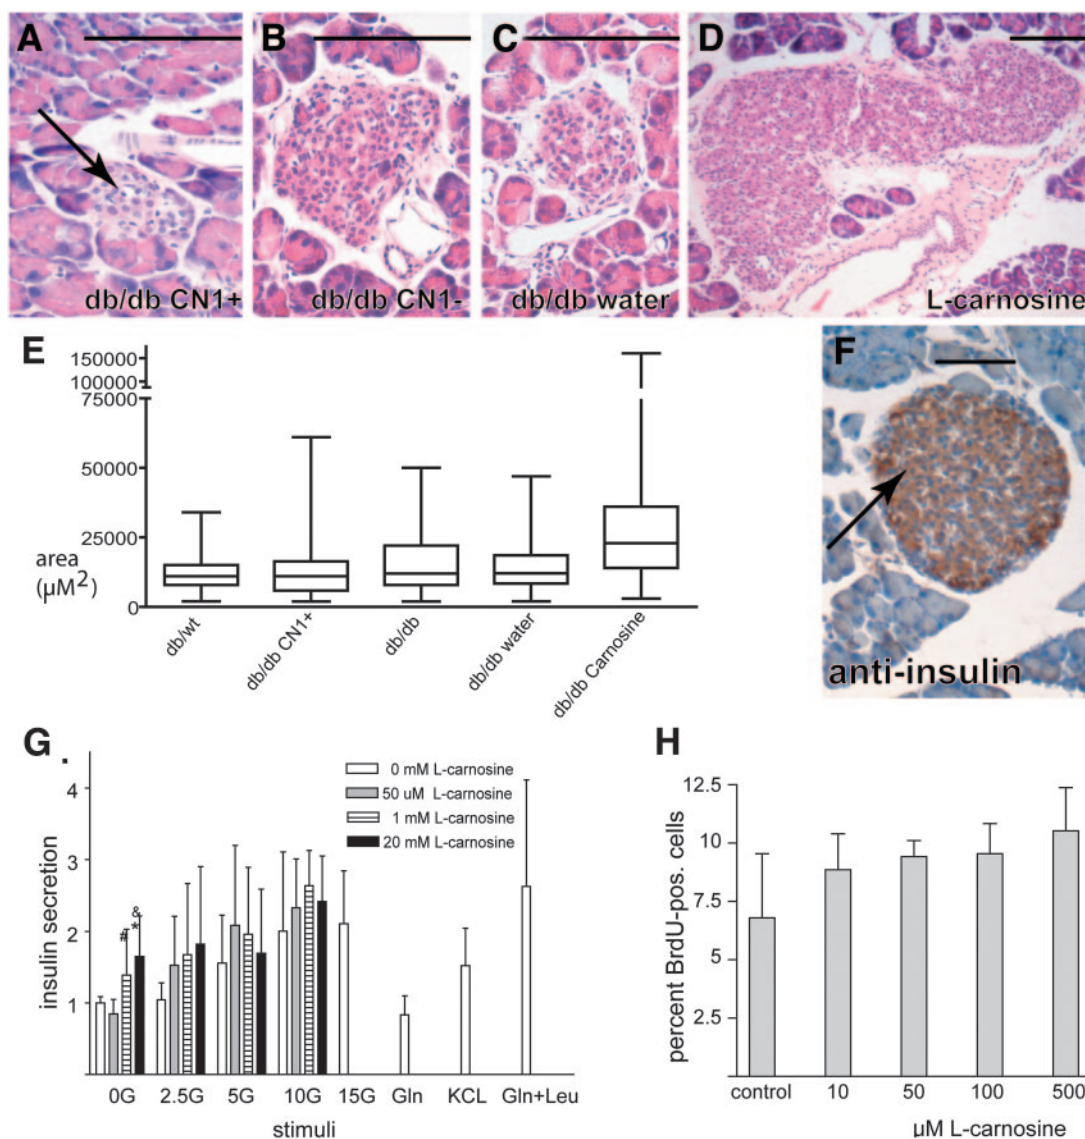 A
B
C
D
db/db CN1+
db/db CN1-
db/db water
L-carnosine
E
150000
100000
75000
50000
25000
0
area
(µM2)
db/wt
db/db CN1+
db/db
db/db water
db/db Carnosine
F
anti-insulin
G
4
3
2
1
insulin secretion
0 mM L-carnosine
50 uM L-carnosine
1 mM L-carnosine
20 mM L-carnosine
#
&
*
0G 2.5G 5G 10G 15G Gln KCL Gln+Leu
stimuli
H
12.5
10
7.5
5
2.5
percent BrdU-pos. cells
control 10 50 100 500
µM L-carnosine